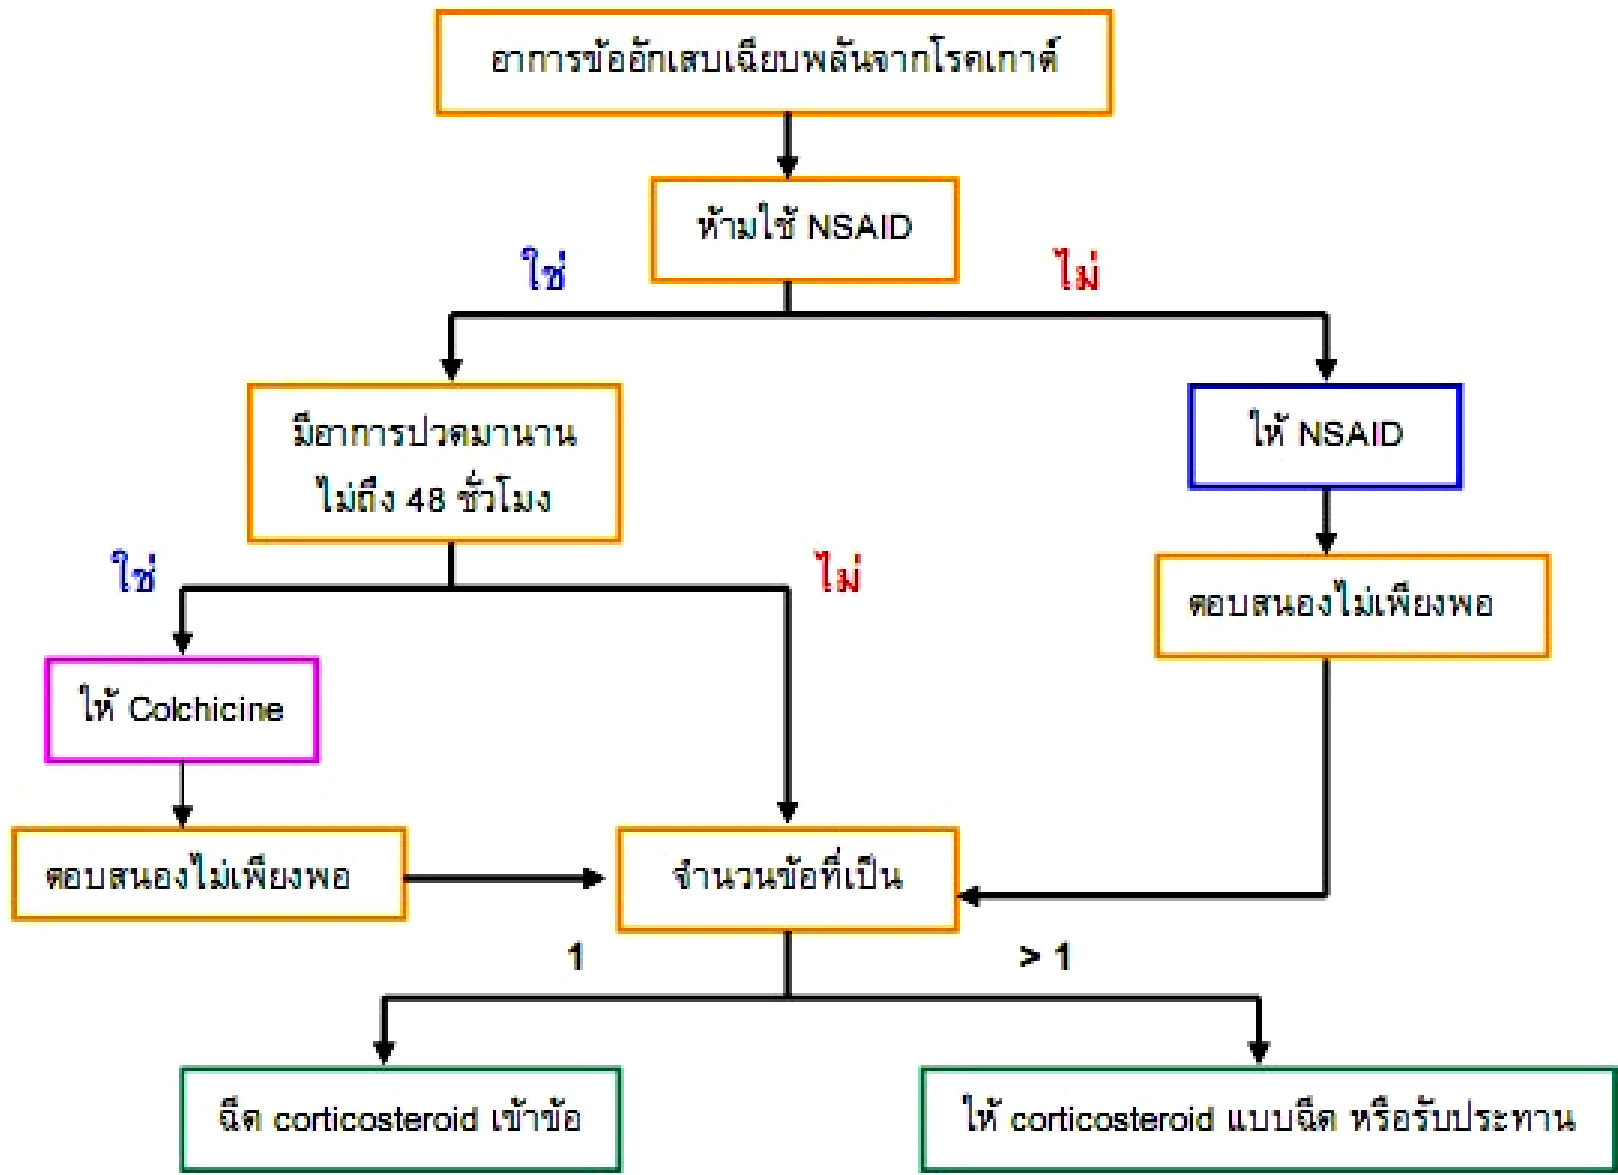 อาการข้ออักเสบเฉียบพลันจากโรคเกาต์
ห้ามใช้ NSAID
ใช่
ไม่
มีอาการปวดมานาน
ไม่ถึง 48 ชั่วโมง
ให้ NSAID
ใช่
ไม่
ตอบสนองไม่เพียงพอ
ให้ Colchicine
ตอบสนองไม่เพียงพอ
จำนวนข้อที่เป็น
1
> 1
ฉีด corticosteroid เข้าข้อ
ให้ corticosteroid แบบฉีด หรือรับประทาน